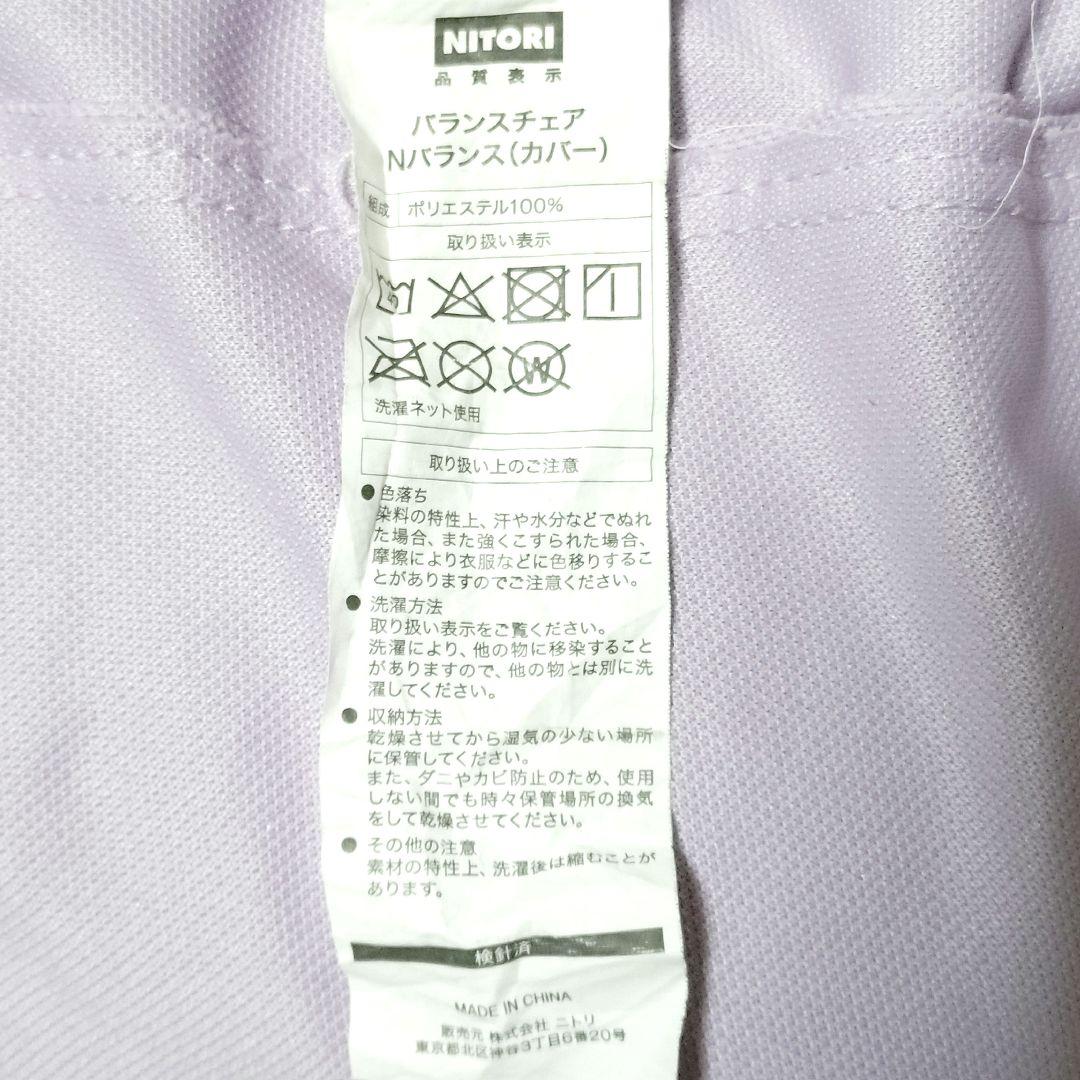 NITORI
品質表示
バランスチェア
Nバランス(カバー)
組成 ポリエステル100%
取り扱い表示
W
洗濯ネット使用
取り扱い上のご注意
●色落ち
染料の特性上、汗や水分などでぬれ
た場合、また強くこすられた場合、
摩擦により衣服などに色移りするこ
とがありますのでご注意ください。
●洗濯方法
取り扱い表示をご覧ください。
洗濯により、他の物に移染すること
がありますので、他の物とは別に洗
濯してください。
●収納方法
乾燥させてから湿気の少ない場所
に保管してください。
また、ダニやカビ防止のため、使用
しない間でも時々保管場所の換気
をして乾燥させてください。
●その他の注意
素材の特性上、洗濯後は縮むことが
あります。
検針済
MADE IN CHINA
販売元 株式会社 ニトリ
東京都北区神谷3丁目6番20号